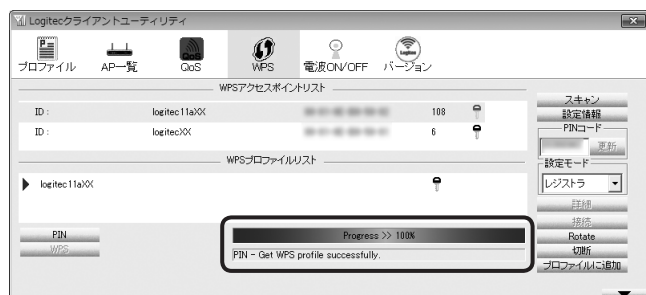 Logitecクライアントユーティリティ
プロファイル AP一覧 QoS WPS 電波ON/OFF バージョン
WPSアクセスポイントリスト
ID : logitec11aXX 108
ID : logitecXX 6
WPSプロファイルリスト
logitec11aXX
スキャン
設定情報
PINコード
更新
設定モード
レジストラ
詳細
接続
Rotate
切断
プロファイルに追加
PIN
WPS
Progress >> 100%
PIN - Get WPS profile successfully.